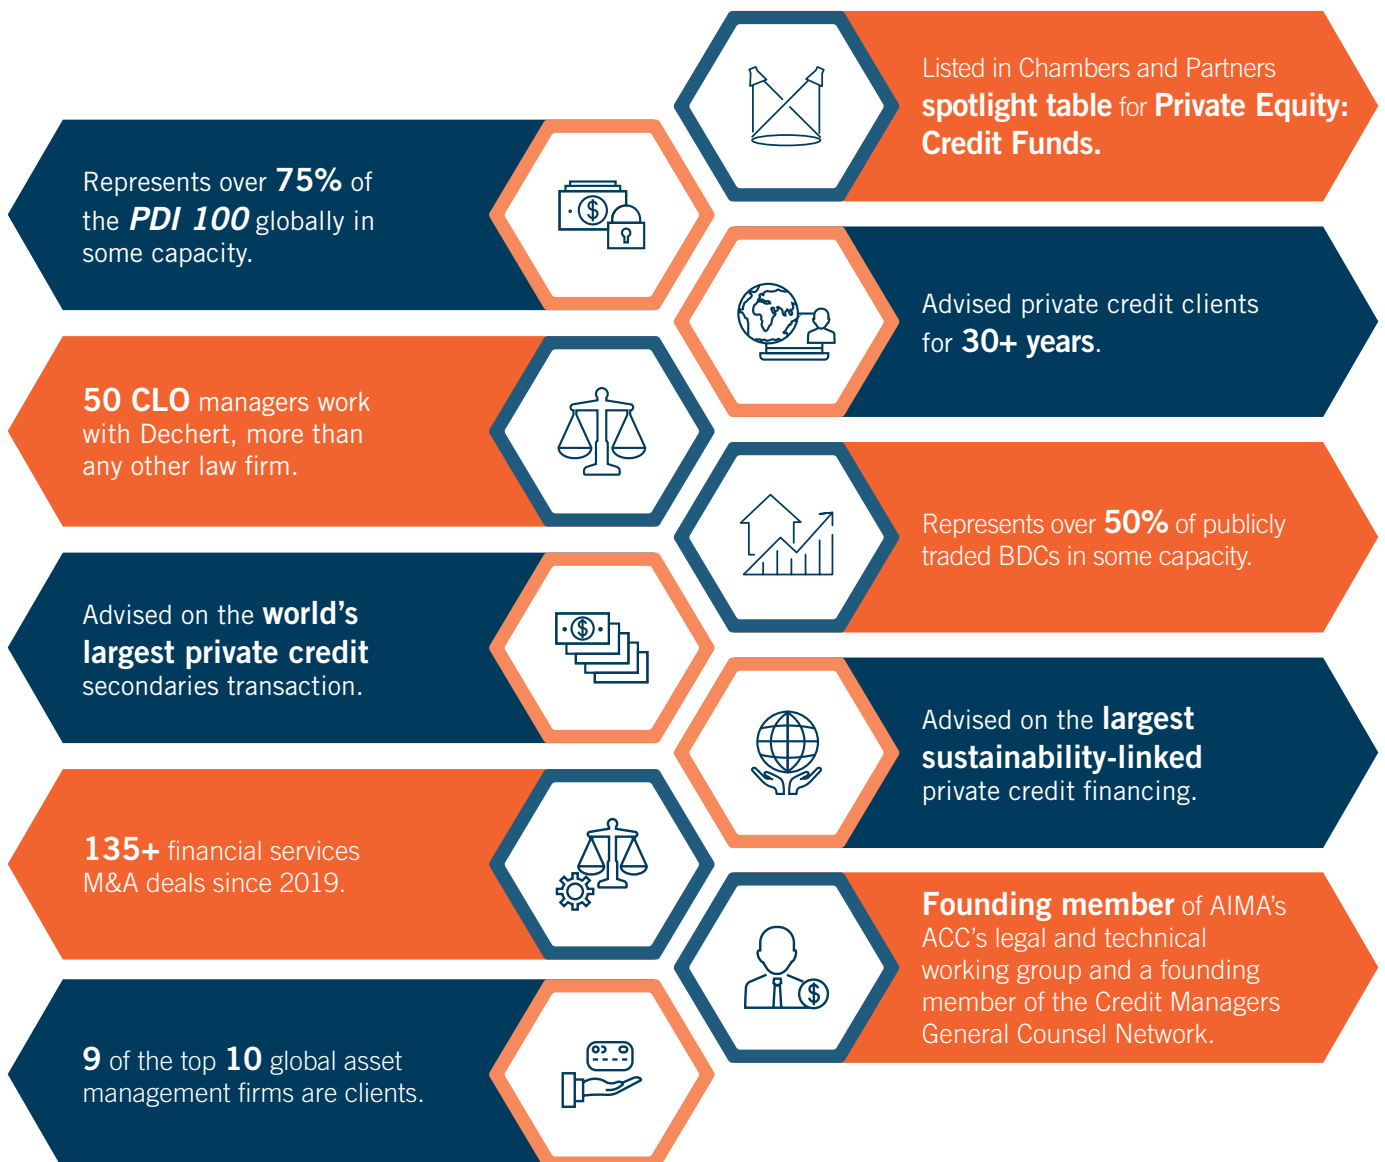 Listed in Chambers and Partners
spotlight table for Private Equity:
Credit Funds.
Represents over 75% of
the PDI 100 globally in
some capacity.
Advised private credit clients
for 30+ years.
50 CLO managers work
with Dechert, more than
any other law firm.
Represents over 50% of publicly
traded BDCs in some capacity.
Advised on the world’s
largest private credit
secondaries transaction.
Advised on the largest
sustainability-linked
private credit financing.
135+ financial services
M&A deals since 2019.
Founding member of AIMA’s
ACC’s legal and technical
working group and a founding
member of the Credit Managers
General Counsel Network.
9 of the top 10 global asset
management firms are clients.